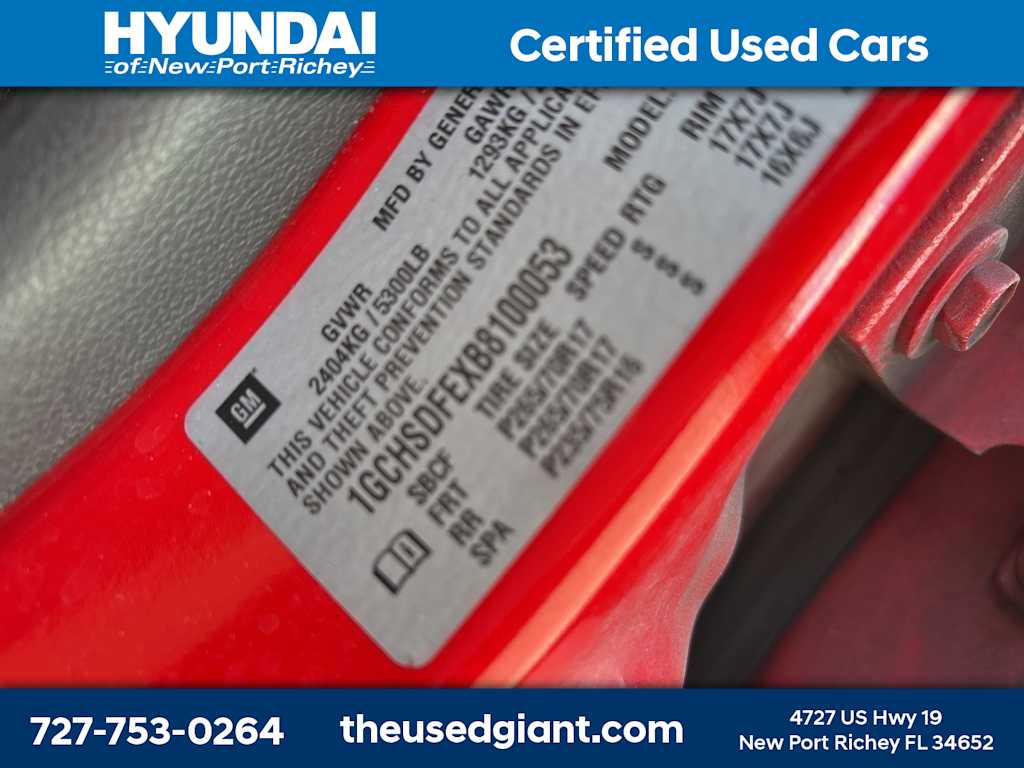 HYUNDAI
of New Port Richey
Certified Used Cars
MFD BY GENER
GVWR
GAWR
2404KG / 5300LB
1293KG /
THIS VEHICLE CONFORMS TO ALL APPLICA
AND THEFT PREVENTION STANDARDS IN EF
SHOWN ABOVE.
1GCHSDFEXB8100053
MODEL:
SBCF
TIRE SIZE
SPEED RTG
RIM
FRT
P265/70R17
S
17X7J
RR
P265/70R17
S
17X7J
SPA
P235/75R16
S
16X6J
GM
727-753-0264
theusedgiant.com
4727 US Hwy 19
New Port Richey FL 34652